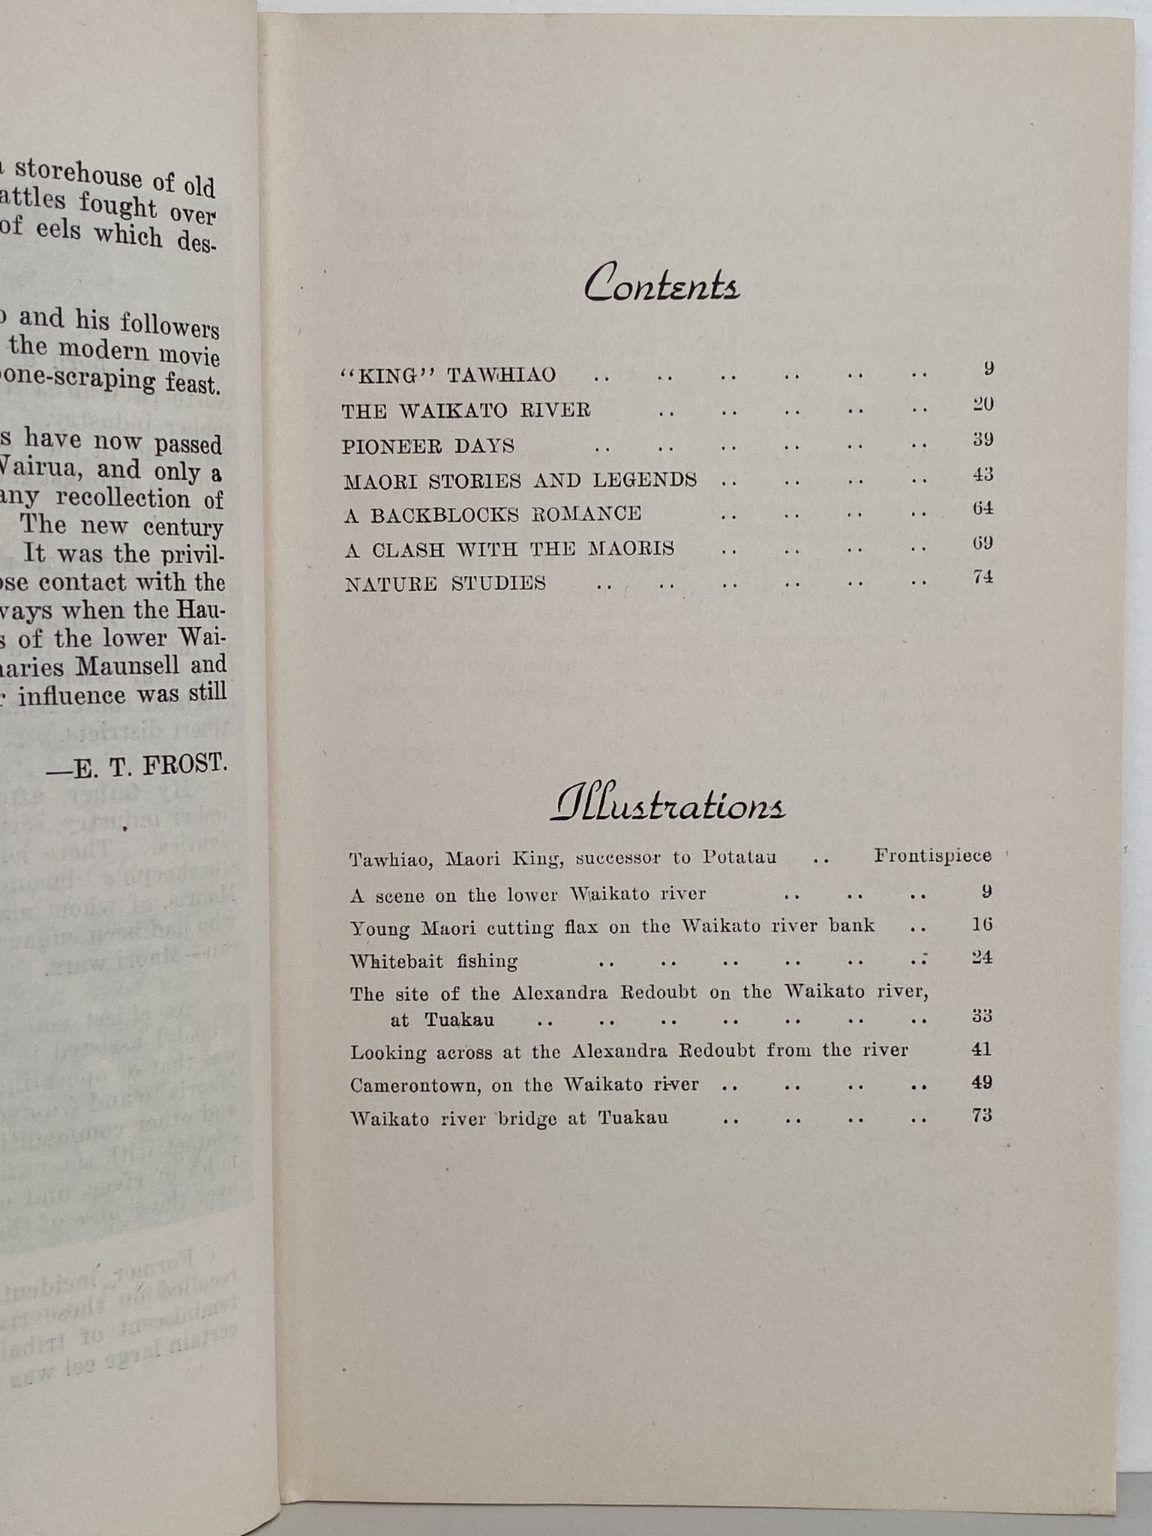 storehouse of old
fought over
of eels which des-
and his followers
the modern movie
one-scraping feast.
have now passed
and only a
any recollection of
The new century
It was the privil-
contact with the
when the Hau-
of the lower Wai-
Maunsell and
influence was still
—E. T. FROST.
Contents
"KING" TAWHIAO .. .. .. .. .. .. 9
THE WAIKATO RIVER .. .. .. .. .. 20
PIONEER DAYS .. .. .. .. .. .. 39
MAORI STORIES AND LEGENDS .. .. .. .. 43
A BACKBLOCKS ROMANCE .. .. .. .. 64
A CLASH WITH THE MAORIS .. .. .. .. 69
NATURE STUDIES .. .. .. .. .. .. 74
Illustrations
Tawhiao, Maori King, successor to Potatau .. Frontispiece
A scene on the lower Waikato river .. .. .. 9
Young Maori cutting flax on the Waikato river bank .. 16
Whitebait fishing .. .. .. .. .. .. 24
The site of the Alexandra Redoubt on the Waikato river,
at Tuakau .. .. .. .. .. .. .. 33
Looking across at the Alexandra Redoubt from the river 41
Camerontown, on the Waikato river .. .. .. .. 49
Waikato river bridge at Tuakau .. .. .. .. 73